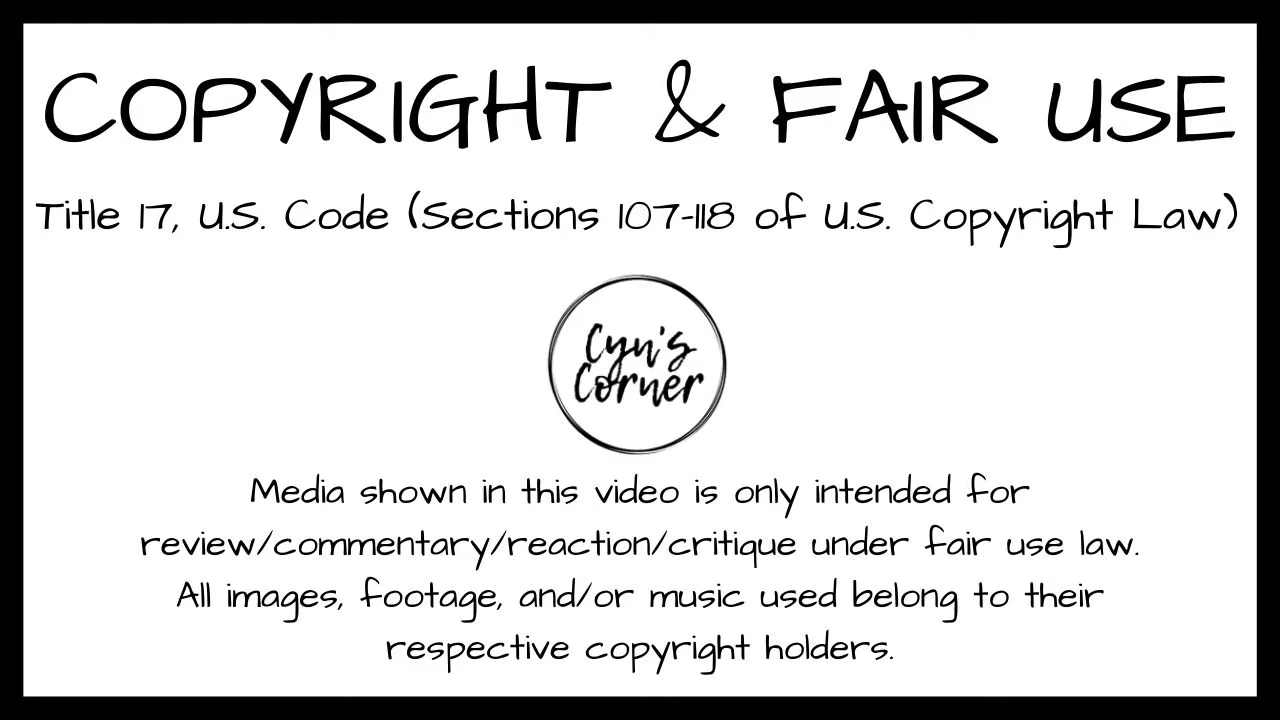 COPYRIGHT & FAIR USE
Title 17, U.S. Code (Sections 107-118 of U.S. Copyright Law)
Cyn's
Corner
Media shown in this video is only intended for
review/commentary/reaction/critique under fair use law.
All images, footage, and/or music used belong to their
respective copyright holders.